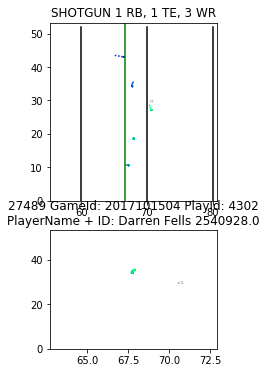 SHOTGUN 1 RB, 1 TE, 3 WR
50
40
30
20
10
0
60 70 80
27489 GameId: 2017101504 PlayId: 4302
PlayerName + ID: Darren Fells 2540928.0
40
20
0
65.0 67.5 70.0 72.5